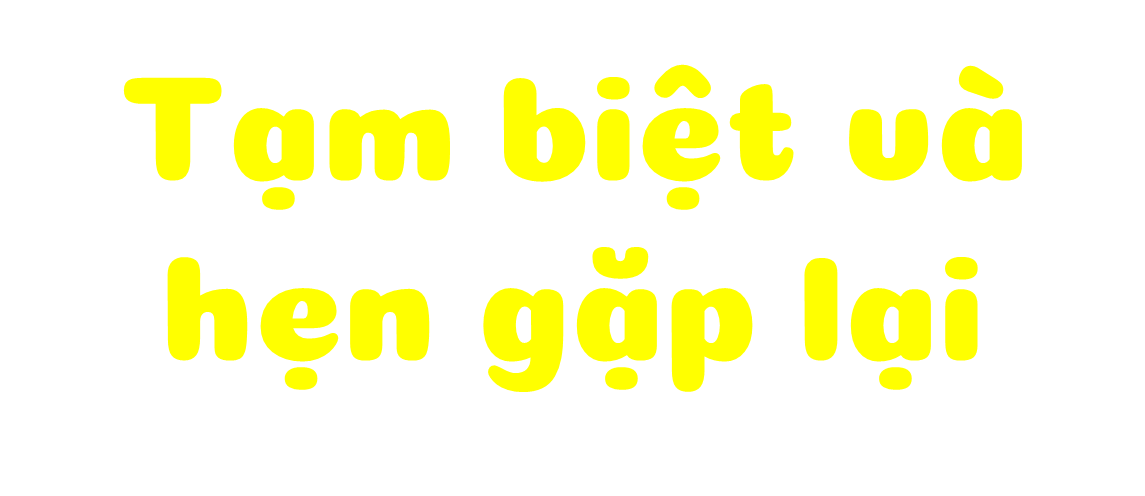 Tạm biệt và
hẹn gặp lại